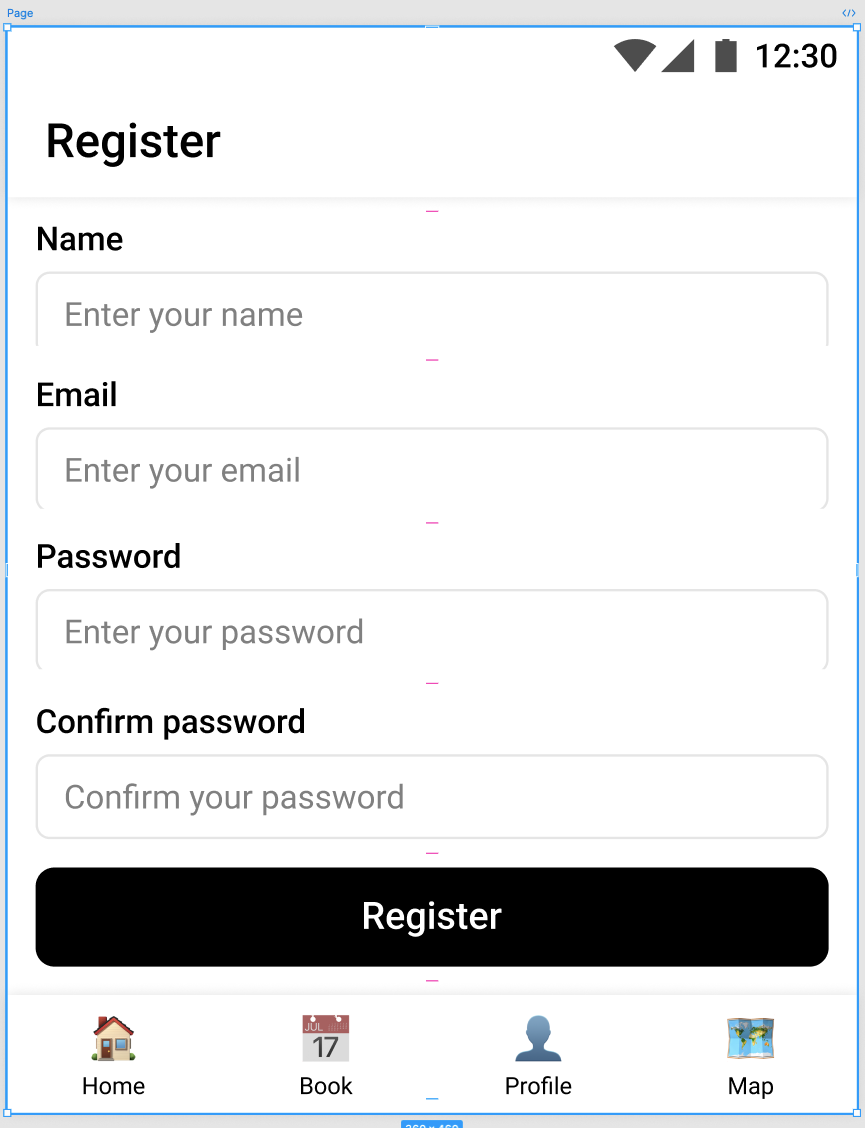 Page
</>
12:30
Register
Name
Enter your name
Email
Enter your email
Password
Enter your password
Confirm password
Confirm your password
Register
JUL
17
Home
Book
Profile
Map